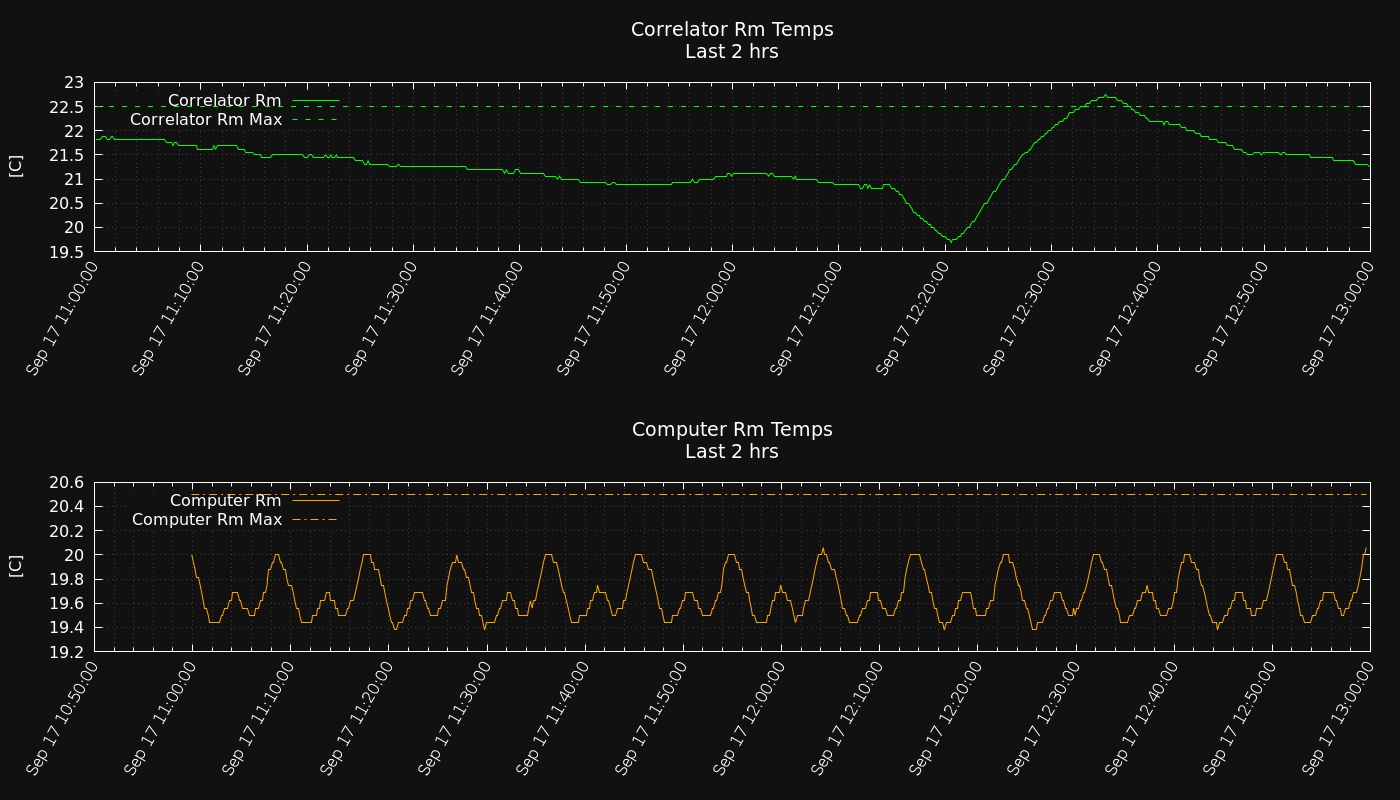 Correlator Rm Temps
Last 2 hrs
[C]
23
22.5
22
21.5
21
20.5
20
19.5
Correlator Rm
Correlator Rm Max
Sep 17 11:00:00
Sep 17 11:10:00
Sep 17 11:20:00
Sep 17 11:30:00
Sep 17 11:40:00
Sep 17 11:50:00
Sep 17 12:00:00
Sep 17 12:10:00
Sep 17 12:20:00
Sep 17 12:30:00
Sep 17 12:40:00
Sep 17 12:50:00
Sep 17 13:00:00
Computer Rm Temps
Last 2 hrs
[C]
20.6
20.4
20.2
20
19.8
19.6
19.4
19.2
Computer Rm
Computer Rm Max
Sep 17 10:50:00
Sep 17 11:00:00
Sep 17 11:10:00
Sep 17 11:20:00
Sep 17 11:30:00
Sep 17 11:40:00
Sep 17 11:50:00
Sep 17 12:00:00
Sep 17 12:10:00
Sep 17 12:20:00
Sep 17 12:30:00
Sep 17 12:40:00
Sep 17 12:50:00
Sep 17 13:00:00